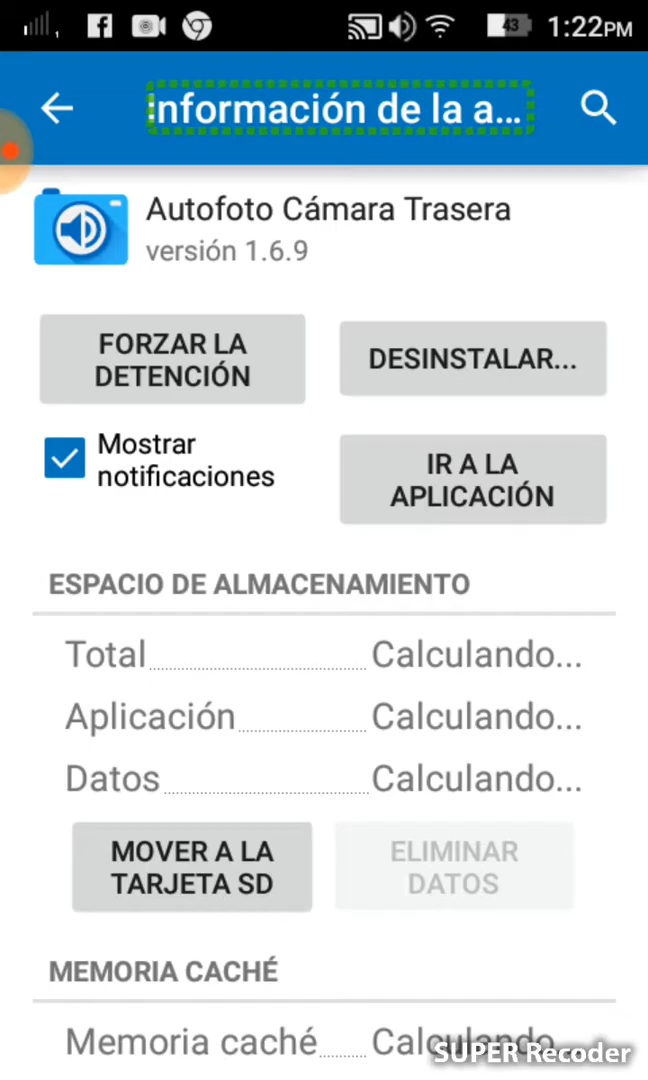 43 1:22PM
Información de la a...
Autofoto Cámara Trasera
versión 1.6.9
FORZAR LA
DETENCIÓN
DESINSTALAR...
Mostrar
notificaciones
IR A LA
APLICACIÓN
ESPACIO DE ALMACENAMIENTO
Total Calculando...
Aplicación Calculando...
Datos Calculando...
MOVER A LA
TARJETA SD
ELIMINAR
DATOS
MEMORIA CACHÉ
Memoria caché Calculando...
SUPER Recoder